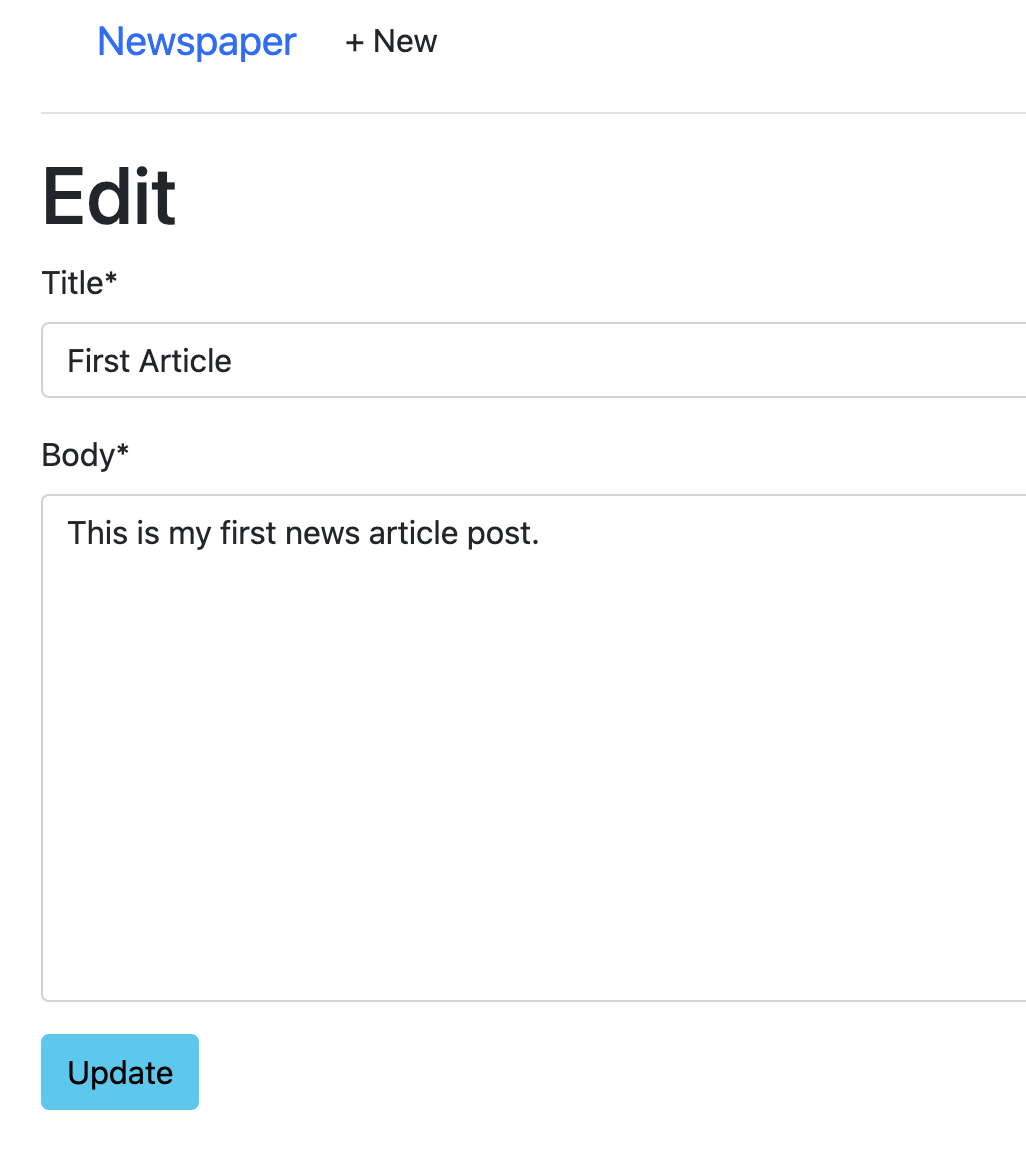 Newspaper + New
Edit
Title*
First Article
Body*
This is my first news article post.
Update